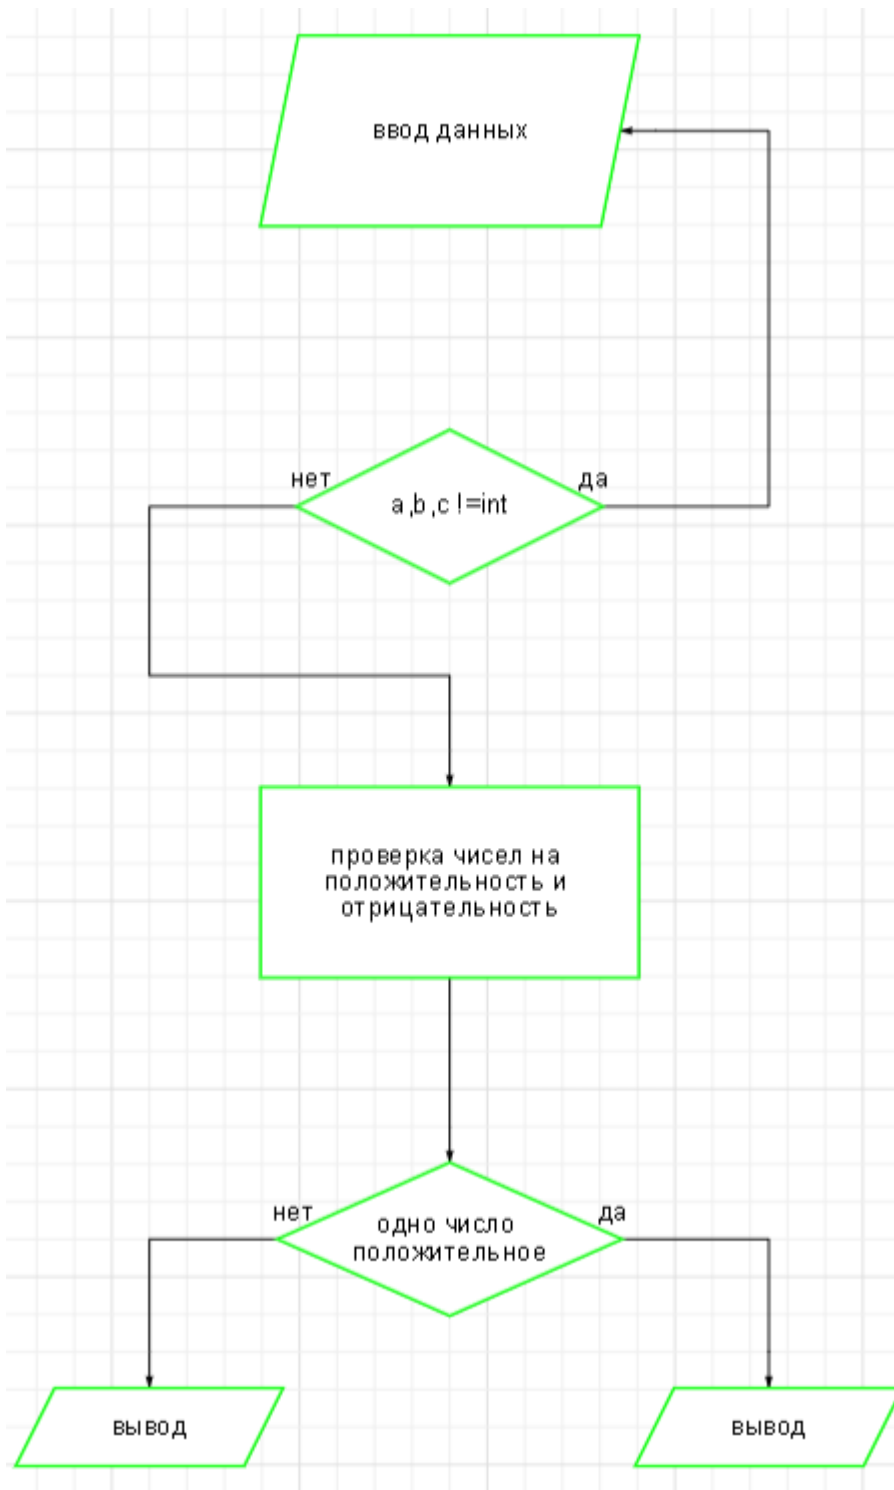 ввод данных
нет
да
a,b,c !=int
проверка чисел на
положительность и
отрицательность
нет
да
одно число
положительное
вывод
вывод